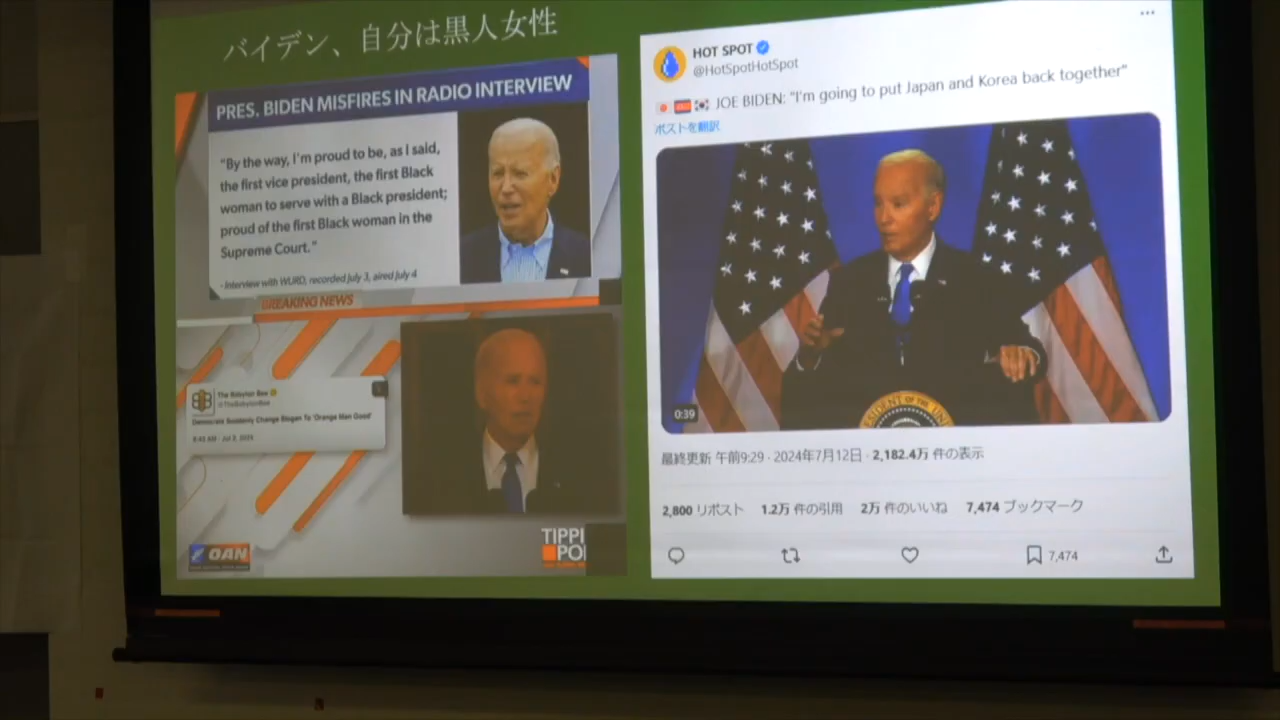 バイデン、自分は黒人女性
PRES. BIDEN MISFIRES IN RADIO INTERVIEW
"By the way, I'm proud to be, as I said,
the first vice president, the first Black
woman to serve with a Black president;
proud of the first Black woman in the
Supreme Court."
- Interview with WURD, recorded July 3, aired July 4
BREAKING NEWS
The Babylon Bee
@TheBabylonBee
Democrats Suddenly Change Slogan To 'Orange Man Good'
OAN
TIPPI
PO
HOT SPOT
@HotSpotHotSpot
JOE BIDEN: "I'm going to put Japan and Korea back together"
ポストを翻訳
PRESIDENT OF THE UNI
0:39
最終更新 午前9:29 · 2024年7月12日 · 2,182.4万 件の表示
2,800 リポスト 1.2万 件の引用 2万 件のいいね 7,474 ブックマーク
7,474